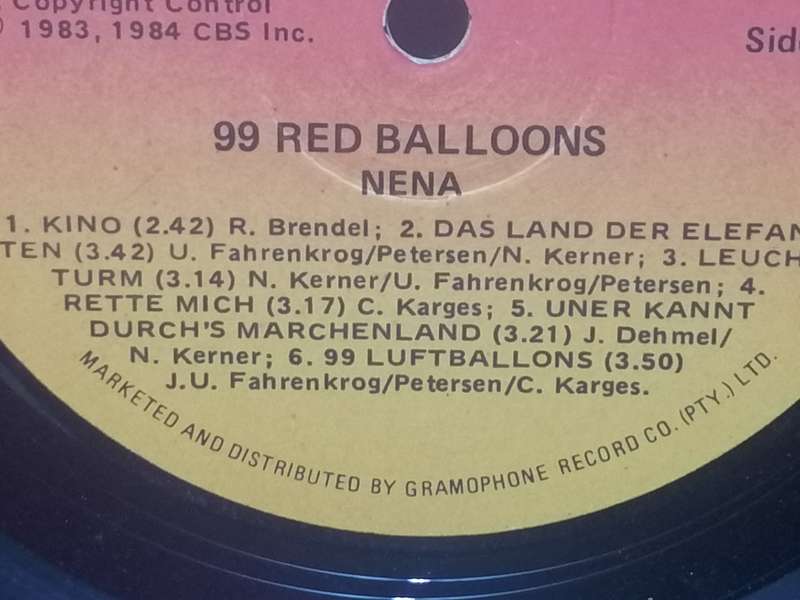 Copyright Control
℗ 1983, 1984 CBS Inc.
Side
99 RED BALLOONS
NENA
1. KINO (2.42) R. Brendel; 2. DAS LAND DER ELEFAN
TEN (3.42) U. Fahrenkrog/Petersen/N. Kerner; 3. LEUCH
TURM (3.14) N. Kerner/U. Fahrenkrog/Petersen; 4.
RETTE MICH (3.17) C. Karges; 5. UNER KANNT
DURCH'S MARCHENLAND (3.21) J. Dehmel/
N. Kerner; 6. 99 LUFTBALLONS (3.50)
J.U. Fahrenkrog/Petersen/C. Karges.
MARKETED AND DISTRIBUTED BY GRAMOPHONE RECORD CO. (PTY.) LTD.